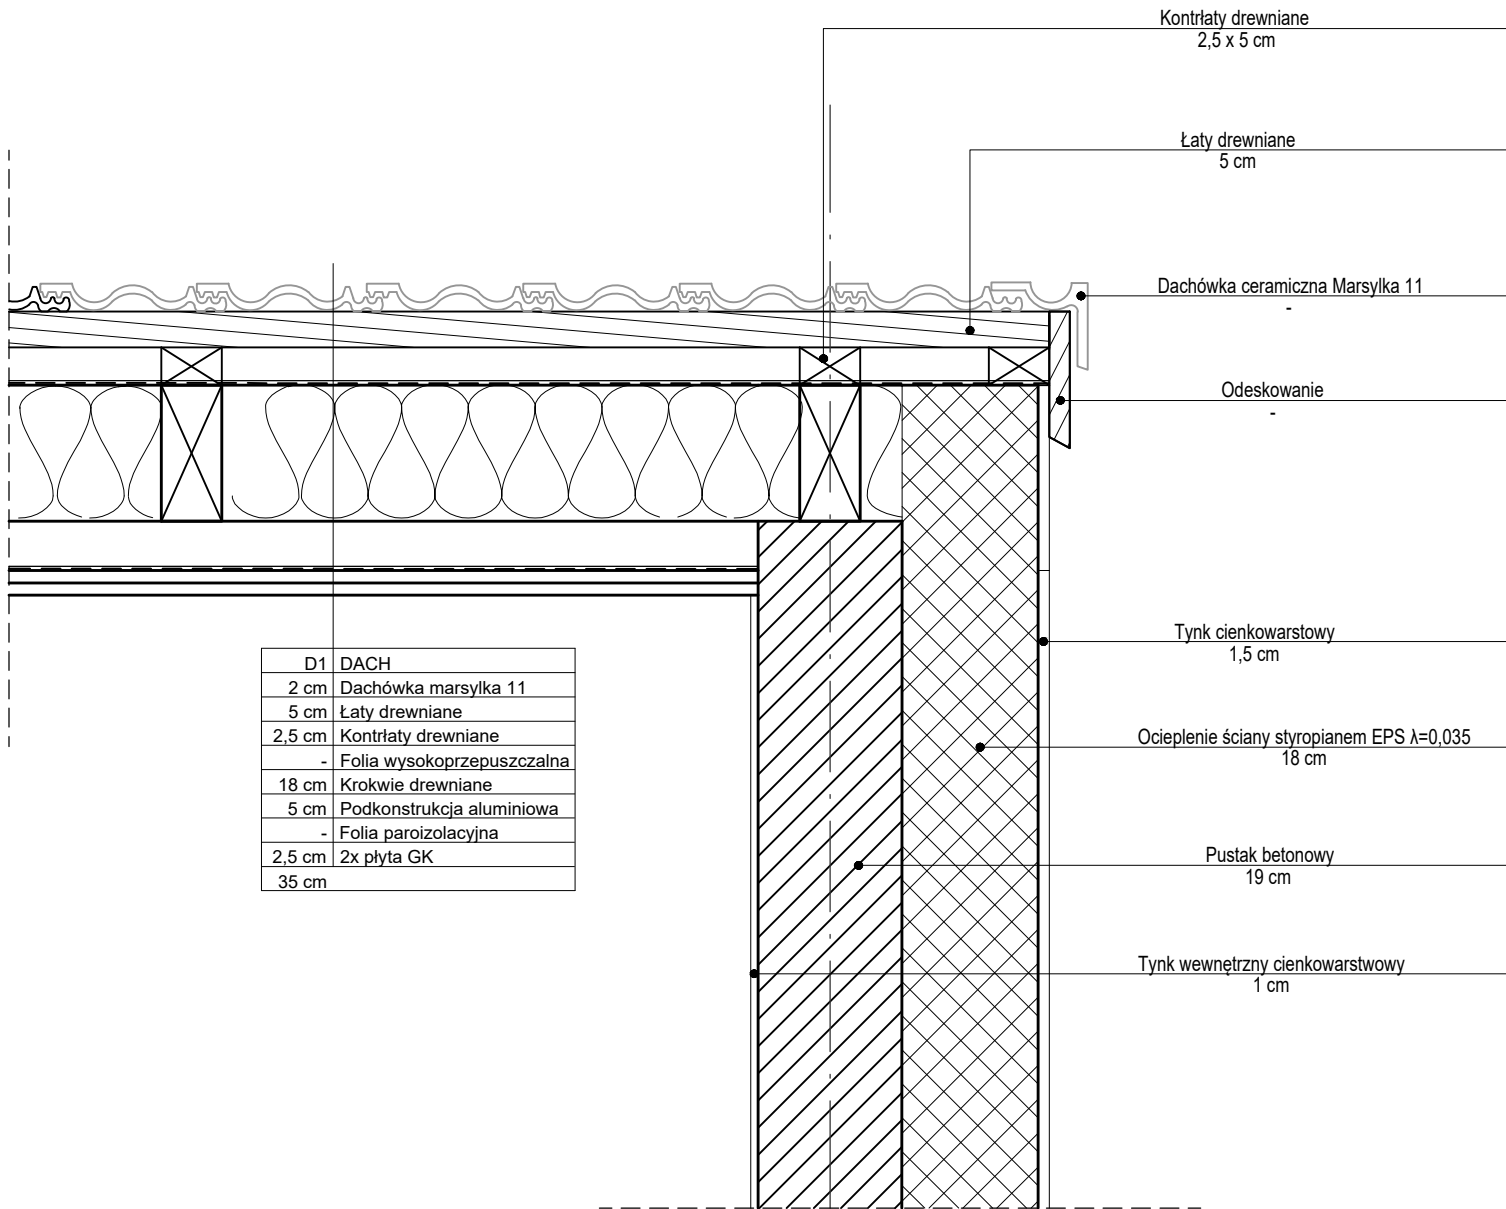 Kontrłaty drewniane
2,5 x 5 cm
Łaty drewniane
5 cm
Dachówka ceramiczna Marsylka 11
-
Odeskowanie
-
Tynk cienkowarstowy
1,5 cm
Ocieplenie ściany styropianem EPS λ=0,035
18 cm
Pustak betonowy
19 cm
Tynk wewnętrzny cienkowarstwowy
1 cm
D1 DACH
2 cm Dachówka marsylka 11
5 cm Łaty drewniane
2,5 cm Kontrłaty drewniane
- Folia wysokoprzepuszczalna
18 cm Krokwie drewniane
5 cm Podkonstrukcja aluminiowa
- Folia paroizolacyjna
2,5 cm 2x płyta GK
35 cm